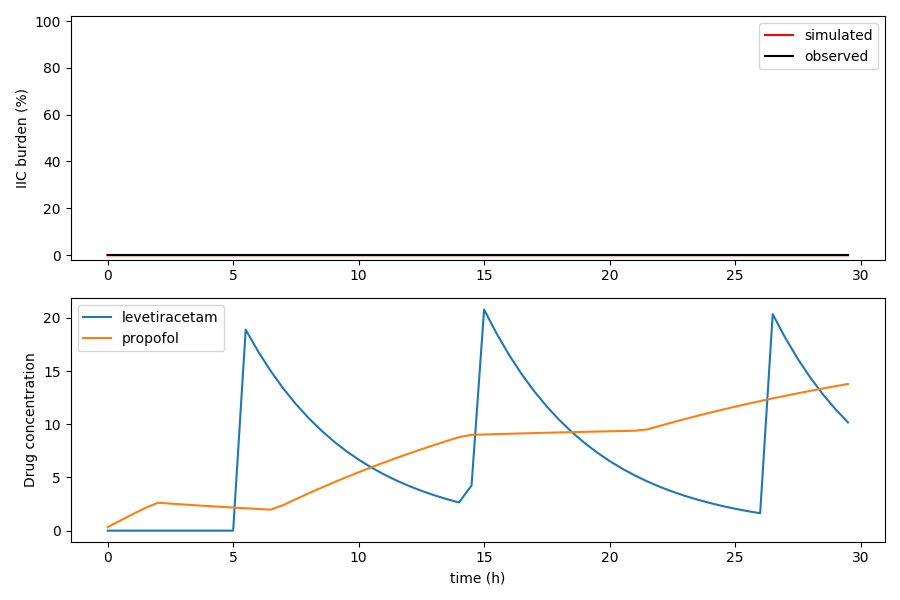 IIC burden (%)
100
80
60
40
20
0
simulated
observed
0 5 10 15 20 25 30
Drug concentration
20
15
10
5
0
levetiracetam
propofol
0 5 10 15 20 25 30
time (h)